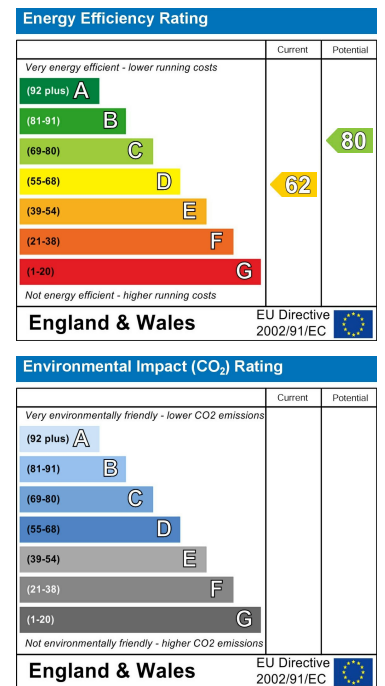 Energy Efficiency Rating
Current Potential
Very energy efficient - lower running costs
(92 plus) A
(81-91) B
(69-80) C
80
(55-68) D
62
(39-54) E
(21-38) F
(1-20) G
Not energy efficient - higher running costs
England & Wales
EU Directive
2002/91/EC
Environmental Impact (CO₂) Rating
Current Potential
Very environmentally friendly - lower CO2 emissions
(92 plus) A
(81-91) B
(69-80) C
(55-68) D
(39-54) E
(21-38) F
(1-20) G
Not environmentally friendly - higher CO2 emissions
England & Wales
EU Directive
2002/91/EC